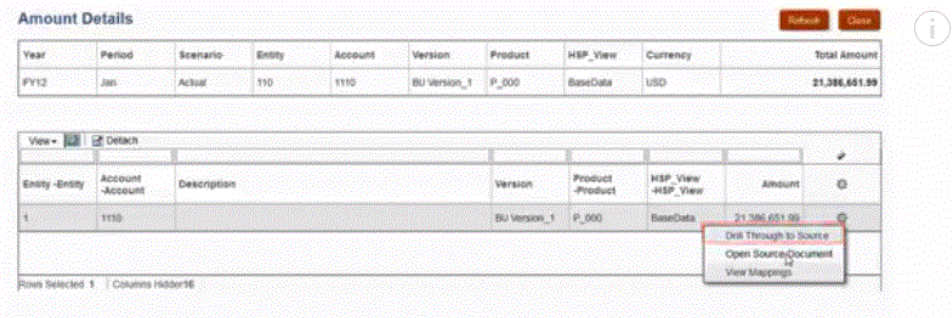 Amount Details
Refresh Close
i
Year Period Scenario Entity Account Version Product HSP_View Currency Total Amount
FY12 Jan Actual 110 1110 BU Version_1 P_000 BaseData USD 21,386,651.99
View Detach
Entity -Entity Account -Account Description Version Product -Product HSP_View -HSP_View Amount
1 1110 BU Version_1 P_000 BaseData 21,386,651.99
Drill Through to Source
Open Source Document
View Mappings
Rows Selected 1 Columns Hidden 16